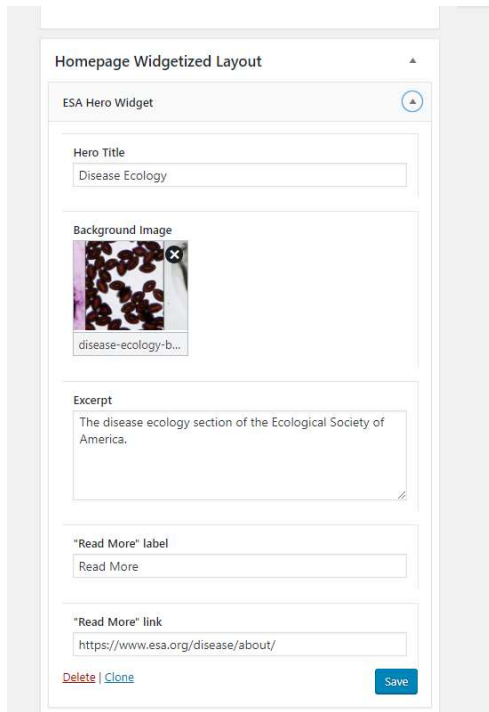 Homepage Widgetized Layout
ESA Hero Widget
Hero Title
Disease Ecology
Background Image
disease-ecology-b...
Excerpt
The disease ecology section of the Ecological Society of
America.
"Read More" label
Read More
"Read More" link
https://www.esa.org/disease/about/
Delete | Clone
Save